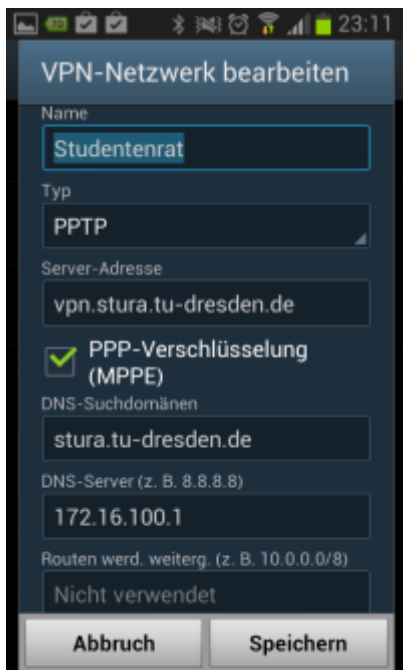 23:11
VPN-Netzwerk bearbeiten
Name
Studentenrat
Typ
PPTP
Server-Adresse
vpn.stura.tu-dresden.de
PPP-Verschlüsselung
(MPPE)
DNS-Suchdomänen
stura.tu-dresden.de
DNS-Server (z. B. 8.8.8.8)
172.16.100.1
Routen werd. weiterg. (z. B. 10.0.0.0/8)
Nicht verwendet
Abbruch Speichern